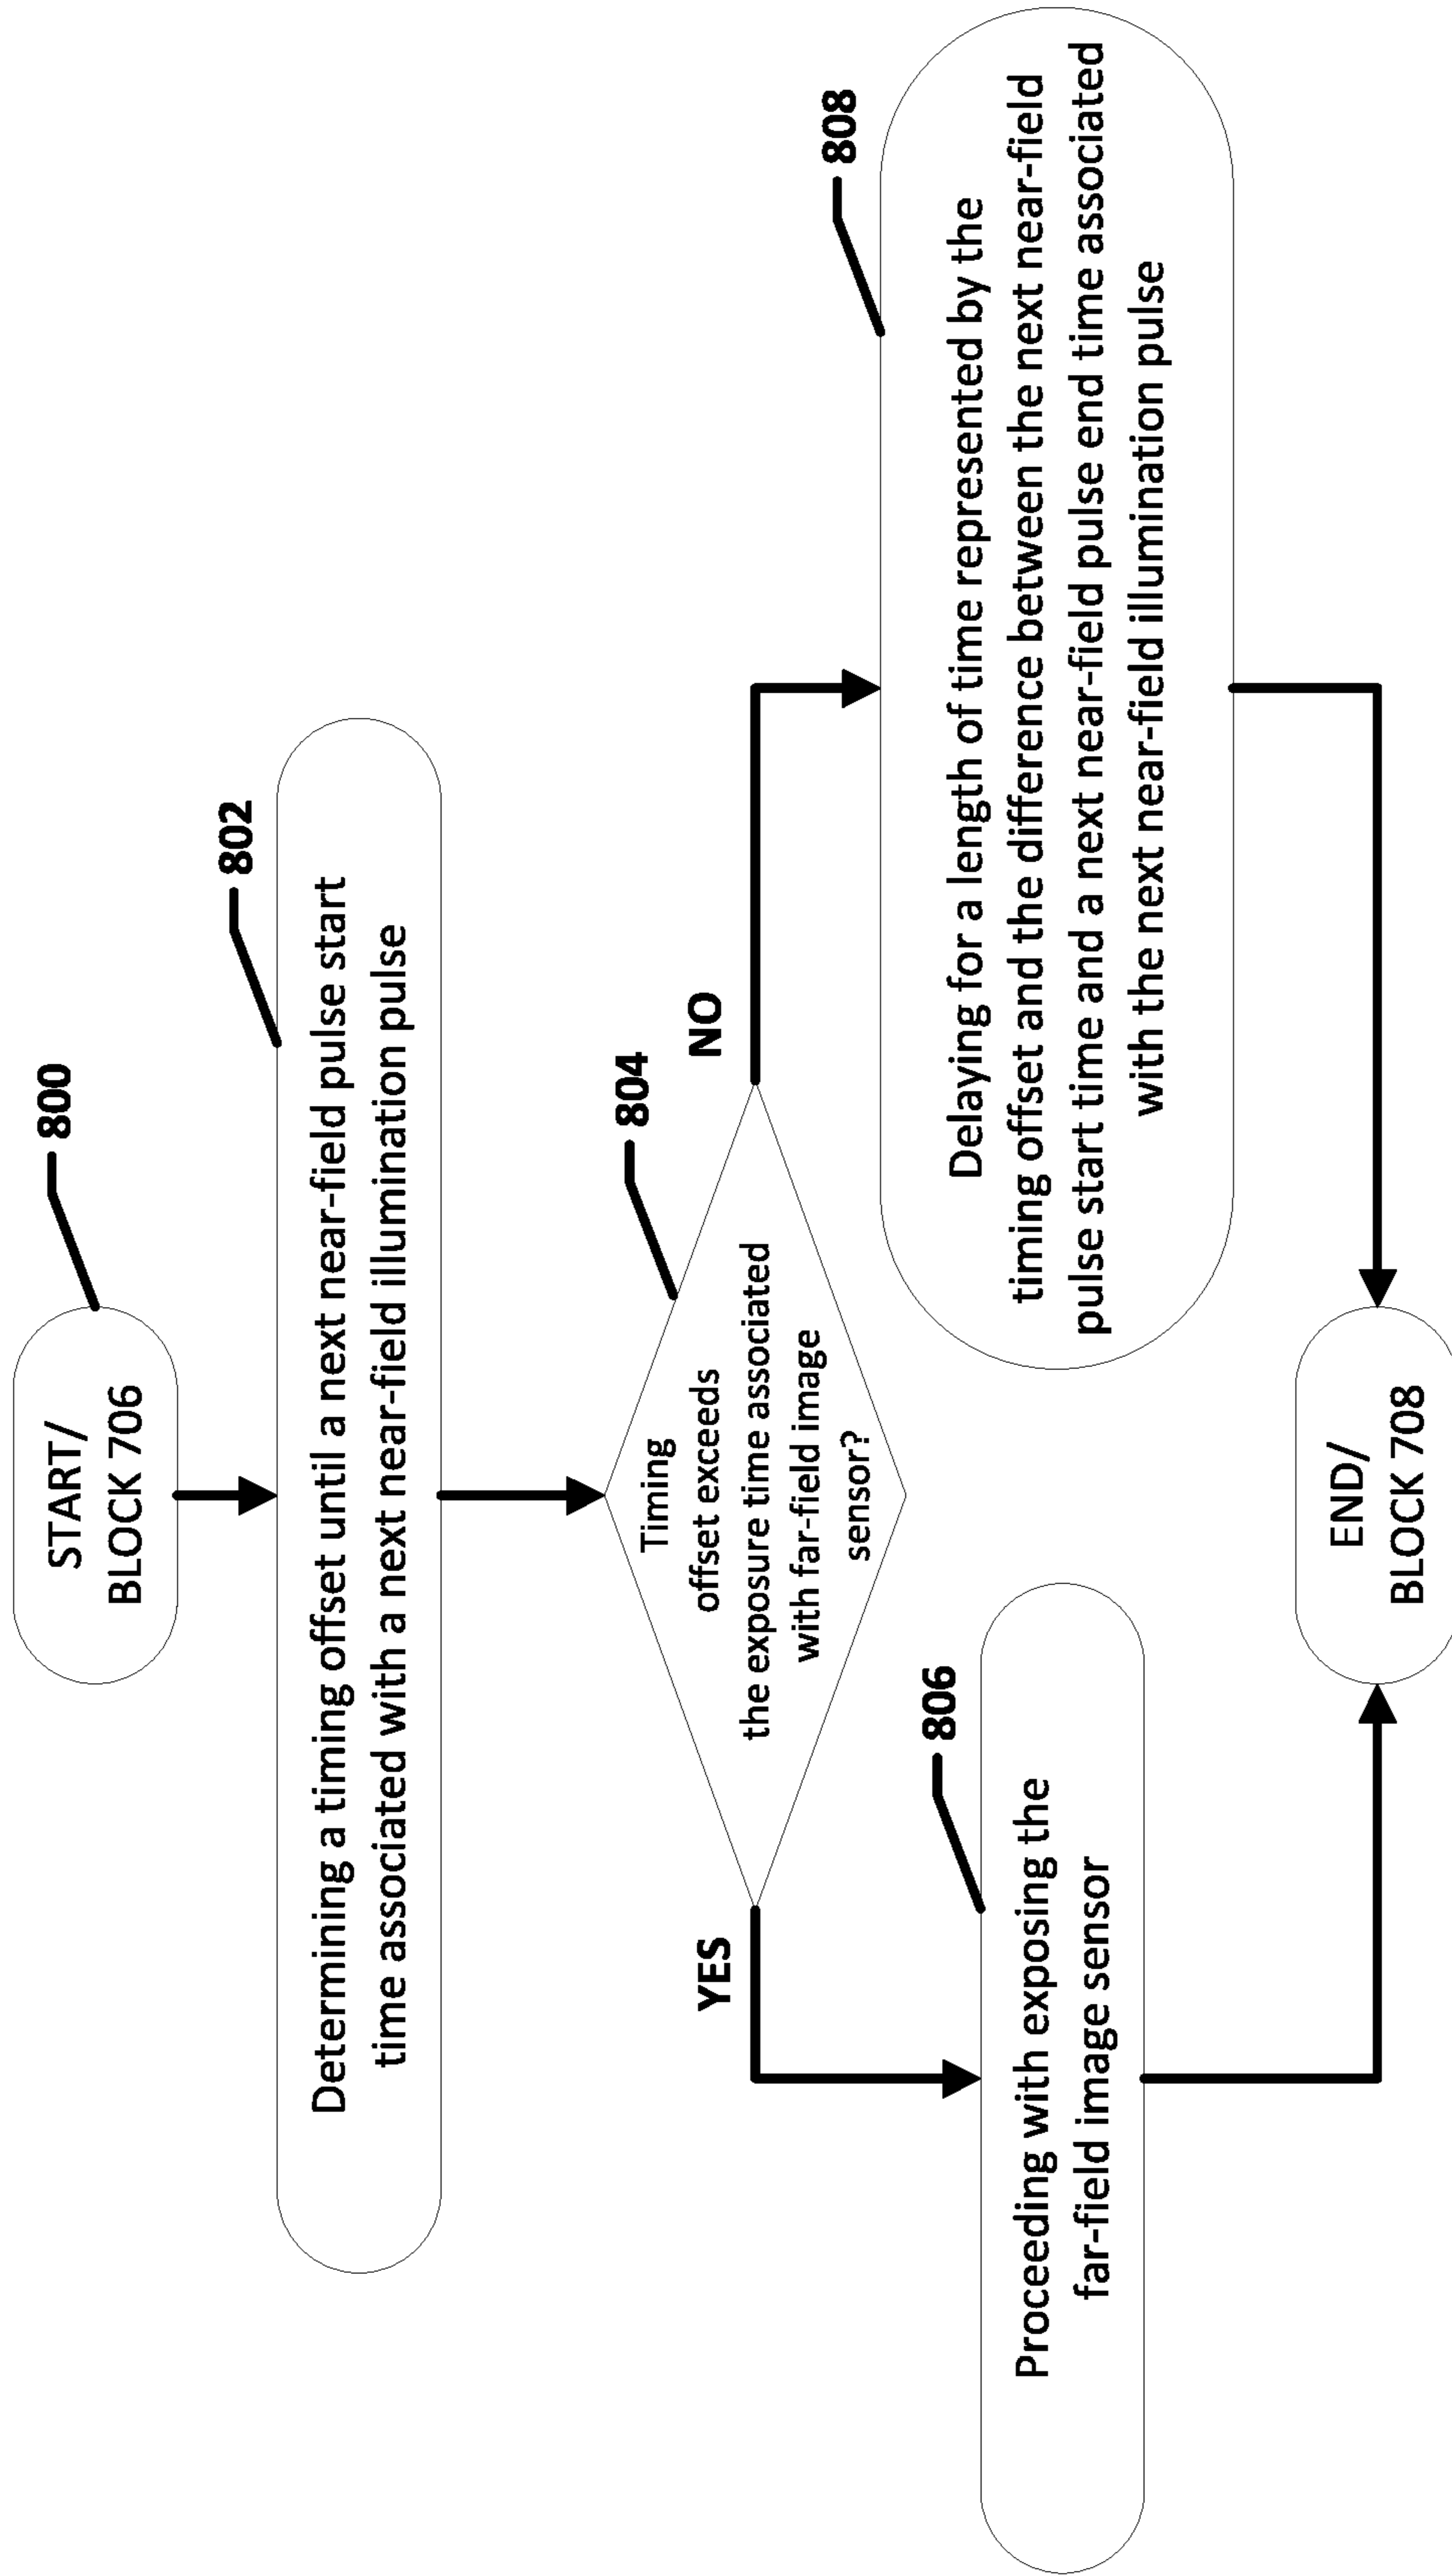 800
START/
BLOCK 706
802
Determining a timing offset until a next near-field pulse start
time associated with a next near-field illumination pulse
804
Timing
offset exceeds
the exposure time associated
with far-field image
sensor?
YES
NO
806
Proceeding with exposing the
far-field image sensor
808
Delaying for a length of time represented by the
timing offset and the difference between the next near-field
pulse start time and a next near-field pulse end time associated
with the next near-field illumination pulse
END/
BLOCK 708